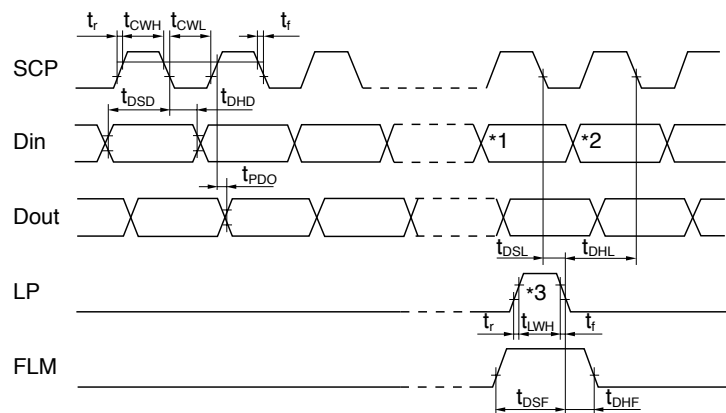 tr tCWH tCWL tf
SCP
tDSD tDHD
Din *1 *2
tPDO
Dout
tDSL tDHL
LP *3
tr tLWH tf
FLM
tDSF tDHF